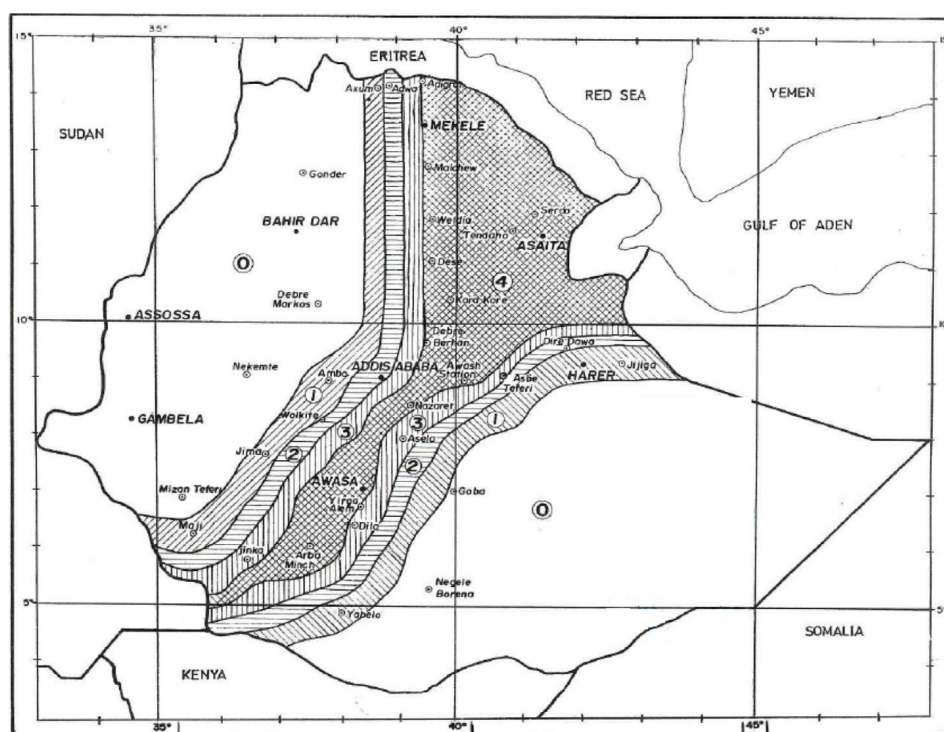 35°
40°
45°
15°
15
ERITREA
RED SEA
YEMEN
SUDAN
Axum
Adwa
Adigrat
MEKELE
Gonder
Maichew
BAHIR DAR
Weldia
Serdo
Tendaho
ASAITA
GULF OF ADEN
0
Dese
4
Debre
Markos
Kara Kore
ASSOSSA
10°
10
Debre
Berhan
Dire Dawa
Nekemte
Ambo
ADDIS ABABA
Awash
Station
Asbe
Teferi
HARER
Jijiga
1
Wolkite
Nazaret
1
GAMBELA
3
3
Asela
Jima
2
2
AWASA
Goba
Mizan Teferi
Yirga
Alem
0
Maji
Dila
Jinka
Arba
Minch
Negele
Borena
5°
5°
Yabelo
SOMALIA
KENYA
35°
40°
45°